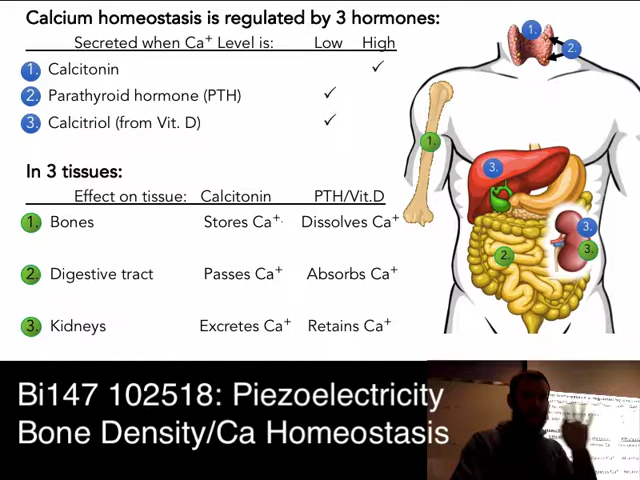 Calcium homeostasis is regulated by 3 hormones:
Secreted when Ca⁺ Level is: Low High
1. Calcitonin ✓
2. Parathyroid hormone (PTH) ✓
3. Calcitriol (from Vit. D) ✓
In 3 tissues:
Effect on tissue: Calcitonin PTH/Vit.D
1. Bones Stores Ca⁺ Dissolves Ca⁺
2. Digestive tract Passes Ca⁺ Absorbs Ca⁺
3. Kidneys Excretes Ca⁺ Retains Ca⁺
1.
2.
1.
3.
2.
3.
3.
Bi147 102518: Piezoelectricity
Bone Density/Ca Homeostasis